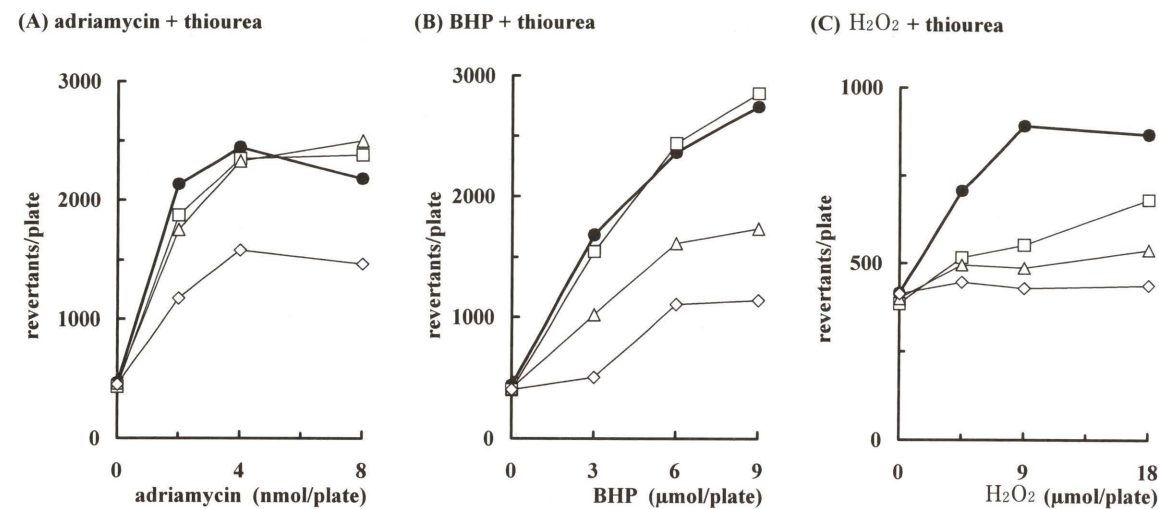 (A) adriamycin + thiourea
3000
2000
1000
0
revertants/plate
0 4 8
adriamycin (nmol/plate)
(B) BHP + thiourea
3000
2000
1000
0
revertants/plate
0 3 6 9
BHP (μmol/plate)
(C) H2O2 + thiourea
1000
500
0
revertants/plate
0 9 18
H2O2 (μmol/plate)